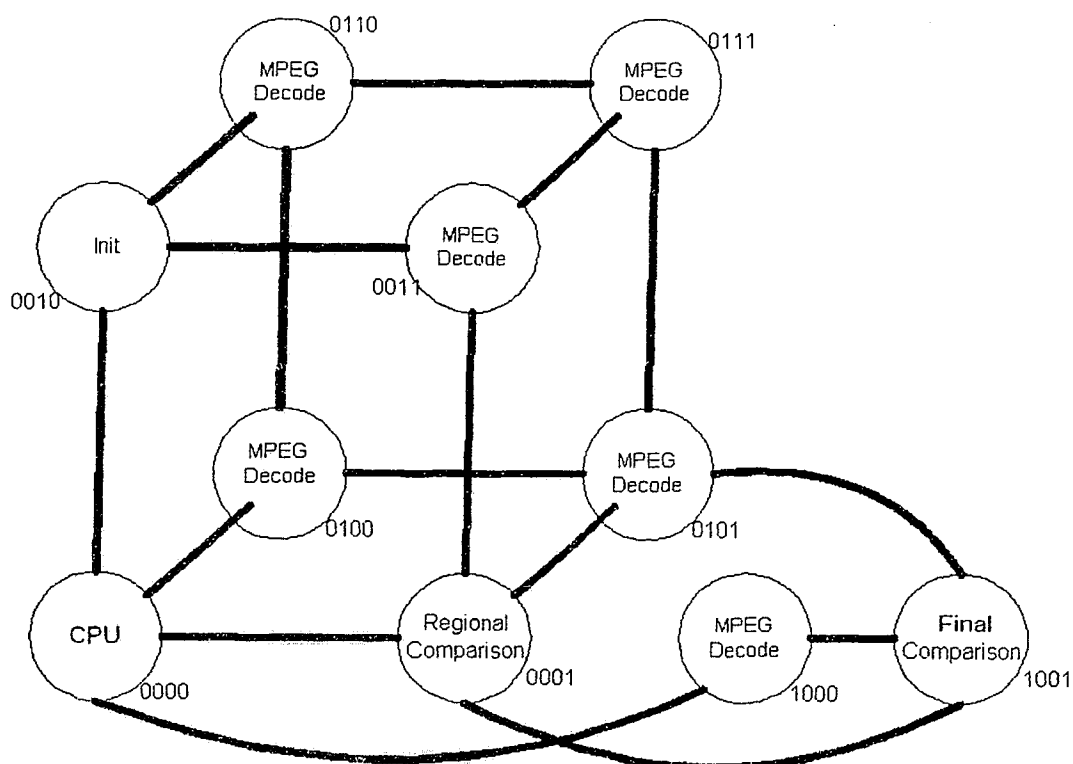 0110
MPEG
Decode
0111
MPEG
Decode
Init
0010
MPEG
Decode
0011
MPEG
Decode
0100
MPEG
Decode
0101
CPU
0000
Regional
Comparison
0001
MPEG
Decode
1000
Final
Comparison
1001